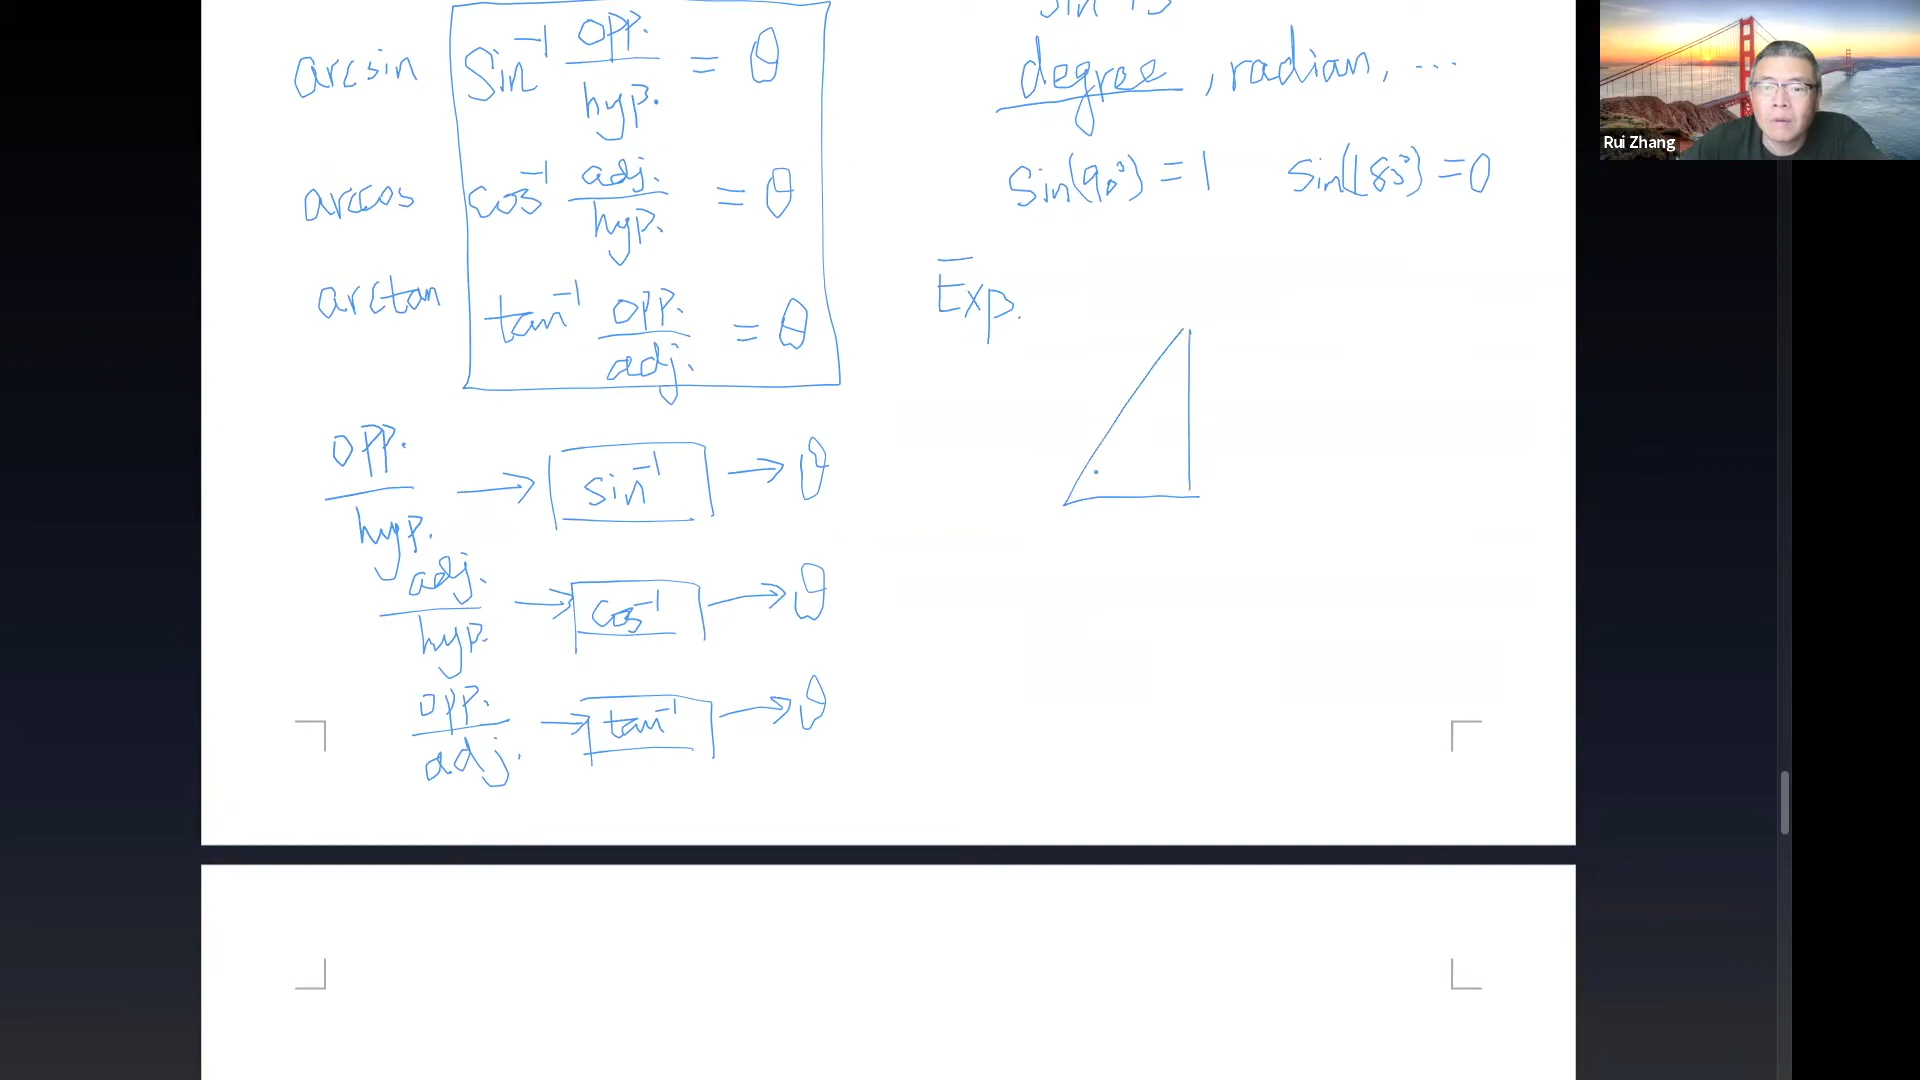 arcsin sin⁻¹ opp./hyp. = θ
arccos cos⁻¹ adj./hyp. = θ
arctan tan⁻¹ opp./adj. = θ
opp./hyp. → sin⁻¹ → θ
adj./hyp. → cos⁻¹ → θ
opp./adj. → tan⁻¹ → θ
degree, radian, ...
sin(90°) = 1 sin(180°) = 0
Exp.
Rui Zhang